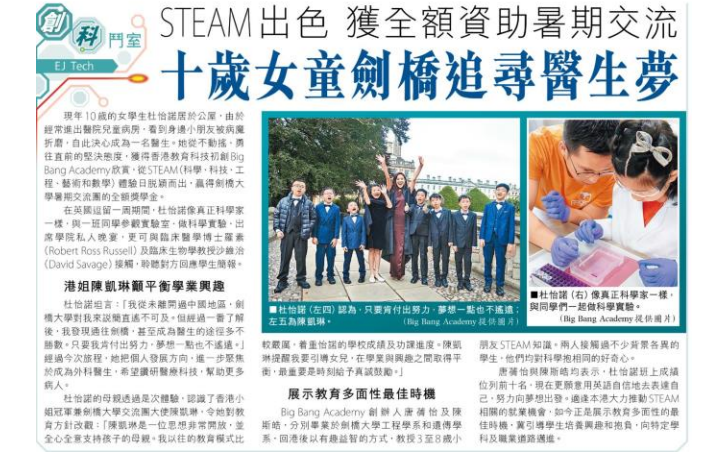 創科鬥室
EJ Tech
STEAM出色 獲全額資助暑期交流
十歲女童劍橋追尋醫生夢
現年10歲的女學生杜怡諾居於公屋，由於
經常進出醫院兒童病房，看到身邊小朋友被病魔
折磨，自此決心成為一名醫生。她從不動搖、勇
往直前的堅決態度，獲得香港教育科技初創Big
Bang Academy欣賞，從STEAM(科學、科技、工
程、藝術和數學) 體驗日脫穎而出，贏得劍橋大
學暑期交流團的全額獎學金。
在英國逗留一周期間，杜怡諾像真正科學家
一樣，與一班同學參觀實驗室、做科學實驗、出
席學院私人晚宴，更可與臨床醫學博士羅素
(Robert Ross Russell) 及臨床生物學教授沙維治
(David Savage) 接觸，聆聽對方回應學生簡報。
港姐陳凱琳籲平衡學業興趣
杜怡諾坦言：「我從未離開過中國地區，劍
橋大學對我來說簡直遙不可及。但經過一番了解
後，我發現通往劍橋，甚至成為醫生的途徑多不
勝數。只要我肯付出努力，夢想一點也不遙遠。」
經過今次旅程，她把個人發展方向，進一步聚焦
於成為外科醫生，希望鑽研醫療科技，幫助更多
病人。
杜怡諾的母親透過是次體驗，認識了香港小
姐冠軍兼劍橋大學交流團大使陳凱琳，令她對教
育方針改觀：「陳凱琳是一位思想非常開放，並
全心全意支持孩子的母親。我以往的教育模式比
■杜怡諾 (左四) 認為，只要肯付出努力，夢想一點也不遙遠；
左五為陳凱琳。 (Big Bang Academy提供圖片)
■杜怡諾 (右) 像真正科學家一樣，
與同學們一起做科學實驗。
(Big Bang Academy提供圖片)
較嚴厲，着重怡諾的學校成績及功課進度。陳凱
琳提醒我要引導女兒，在學業與興趣之間取得平
衡，最重要是時刻給予真誠鼓勵。」
展示教育多面性最佳時機
Big Bang Academy 創辦人唐蒨怡及陳
斯皓，分別畢業於劍橋大學工程學系和遺傳學
系，回港後以有趣益智的方式，教授3至8歲小
朋友STEAM知識。兩人接觸過不少背景各異的
學生，他們均對科學抱相同的好奇心。
唐蒨怡與陳斯皓均表示，杜怡諾班上成績
位列前十名，現在更願意用英語自信地去表達自
己，努力向夢想出發。適逢本港大力推動STEAM
相關的就業機會，如今正是展示教育多面性的最
佳時機，冀引導學生培養興趣和抱負，向特定學
科及職業道路邁進。